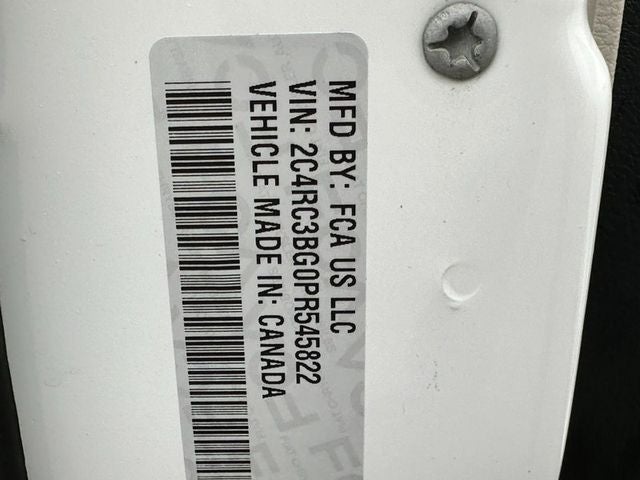 MFD BY: FCA US LLC
VIN: 2C4RC3BG0PR545822
VEHICLE MADE IN: CANADA